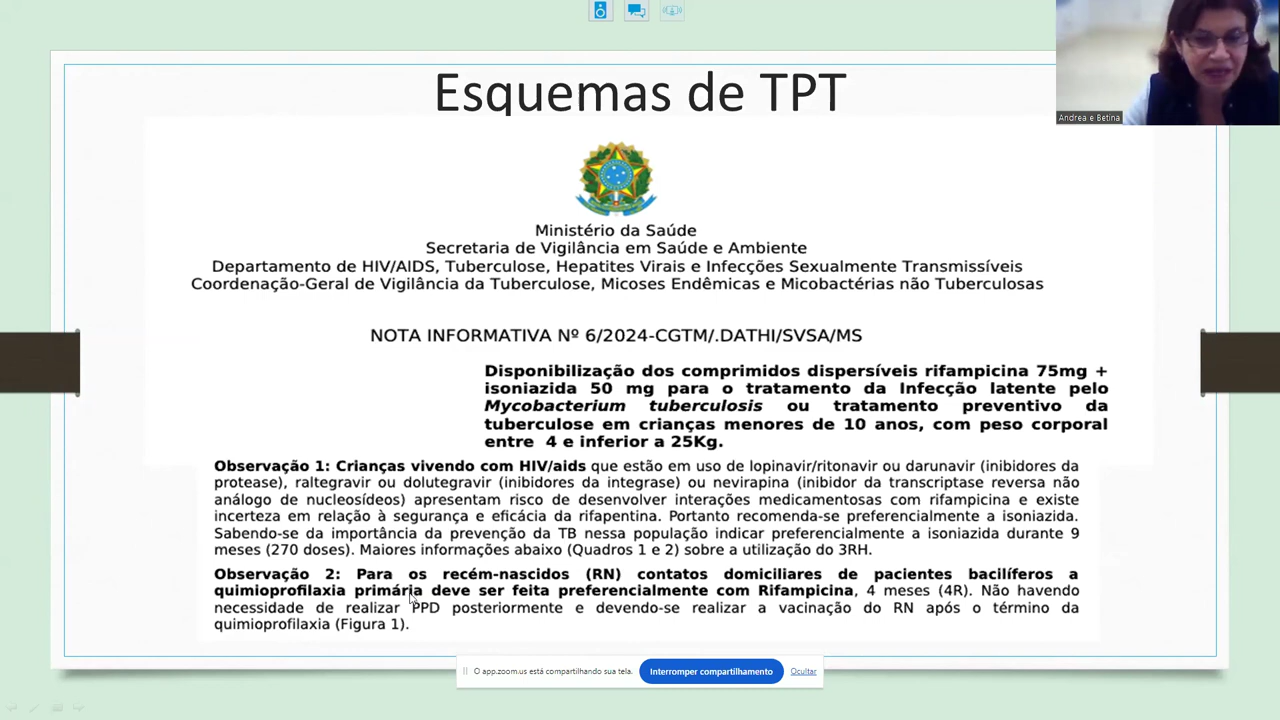 Esquemas de TPT
Andrea e Betina
Ministério da Saúde
Secretaria de Vigilância em Saúde e Ambiente
Departamento de HIV/AIDS, Tuberculose, Hepatites Virais e Infecções Sexualmente Transmissíveis
Coordenação-Geral de Vigilância da Tuberculose, Micoses Endêmicas e Micobactérias não Tuberculosas
NOTA INFORMATIVA Nº 6/2024-CGTM/.DATHI/SVSA/MS
Disponibilização dos comprimidos dispersíveis rifampicina 75mg +
isoniazida 50 mg para o tratamento da Infecção latente pelo
Mycobacterium tuberculosis ou tratamento preventivo da
tuberculose em crianças menores de 10 anos, com peso corporal
entre 4 e inferior a 25Kg.
Observação 1: Crianças vivendo com HIV/aids que estão em uso de lopinavir/ritonavir ou darunavir (inibidores da
protease), raltegravir ou dolutegravir (inibidores da integrase) ou nevirapina (inibidor da transcriptase reversa não
análogo de nucleosídeos) apresentam risco de desenvolver interações medicamentosas com rifampicina e existe
incerteza em relação à segurança e eficácia da rifapentina. Portanto recomenda-se preferencialmente a isoniazida.
Sabendo-se da importância da prevenção da TB nessa população indicar preferencialmente a isoniazida durante 9
meses (270 doses). Maiores informações abaixo (Quadros 1 e 2) sobre a utilização do 3RH.
Observação 2: Para os recém-nascidos (RN) contatos domiciliares de pacientes bacilíferos a
quimioprofilaxia primária deve ser feita preferencialmente com Rifampicina, 4 meses (4R). Não havendo
necessidade de realizar PPD posteriormente e devendo-se realizar a vacinação do RN após o término da
quimioprofilaxia (Figura 1).
O app.zoom.us está compartilhando sua tela.
Interromper compartilhamento
Ocultar